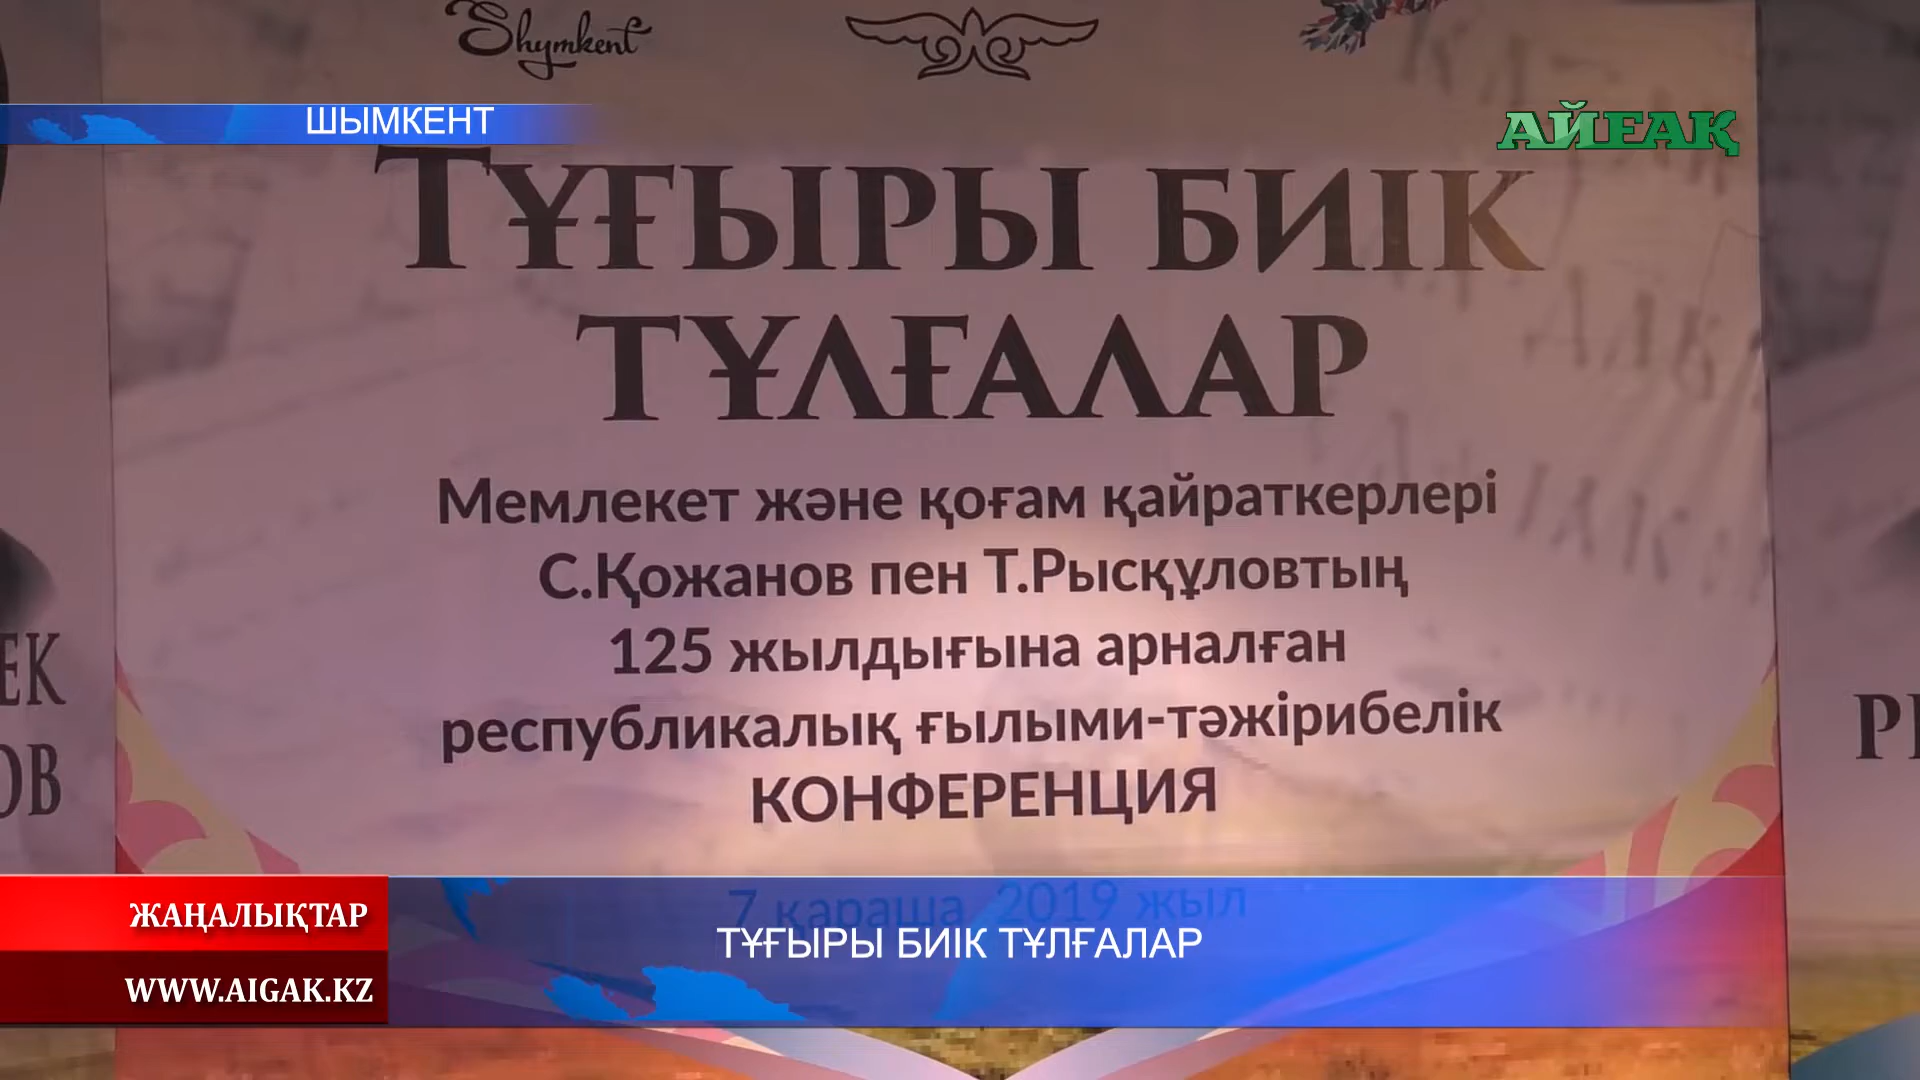 Shymkent
ШЫМКЕНТ
АЙҒАҚ
ТҰҒЫРЫ БИІК
ТҰЛҒАЛАР
Мемлекет және қоғам қайраткерлері
С.Қожанов пен Т.Рысқұловтың
125 жылдығына арналған
республикалық ғылыми-тәжірибелік
КОНФЕРЕНЦИЯ
7 қараша 2019 жыл
ЖАҢАЛЫҚТАР
WWW.AIGAK.KZ
ТҰҒЫРЫ БИІК ТҰЛҒАЛАР